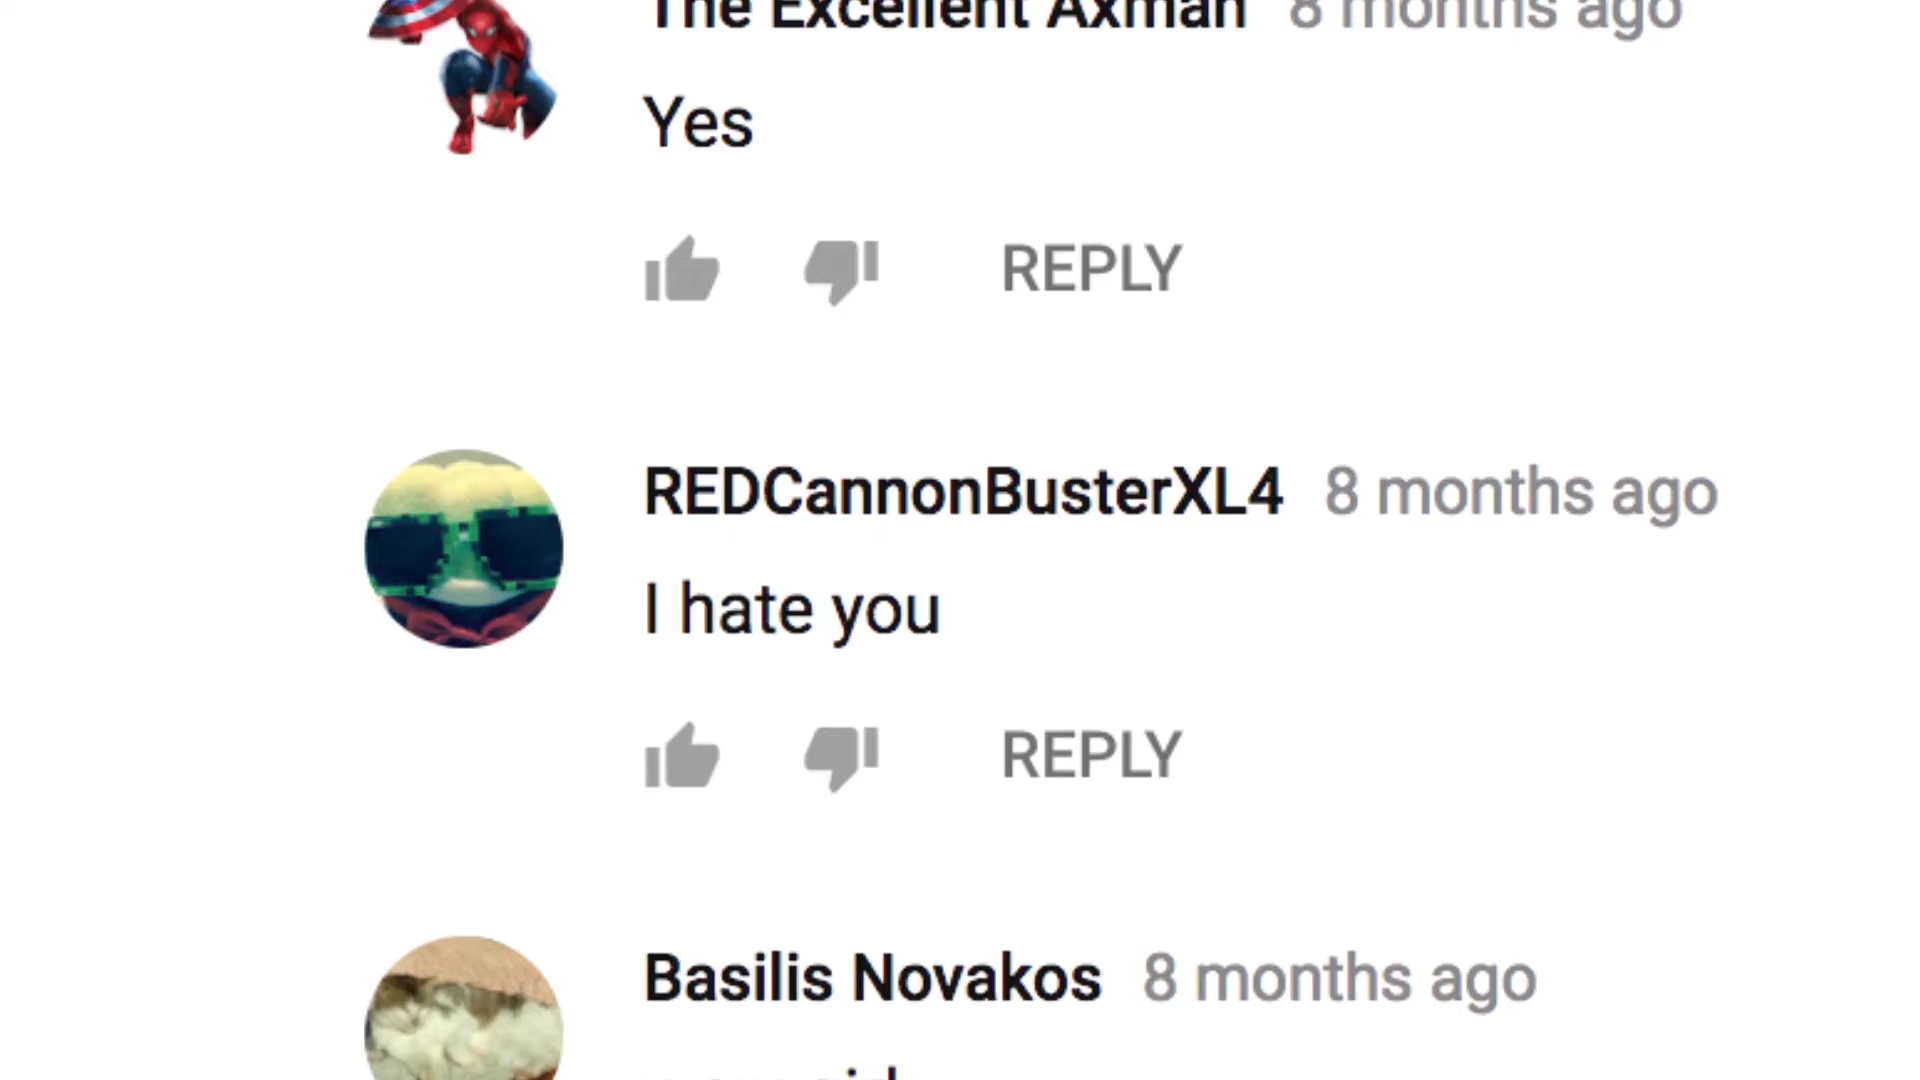 The Excellent Axman 8 months ago
Yes
REPLY
REDCannonBusterXL4 8 months ago
I hate you
REPLY
Basilis Novakos 8 months ago